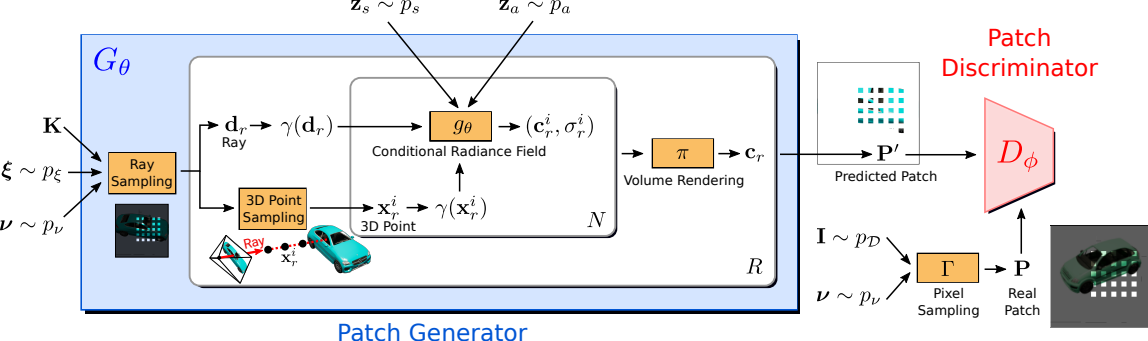 z_s ∼ p_s
z_a ∼ p_a
G_θ
Patch
Discriminator
K
ξ ∼ p_ξ
ν ∼ p_ν
Ray
Sampling
d_r
Ray
γ(d_r)
g_θ
(c_r^i, σ_r^i)
Conditional Radiance Field
3D Point
Sampling
x_r^i
3D Point
γ(x_r^i)
N
Ray
x_r^i
R
π
c_r
Volume Rendering
P′
Predicted Patch
D_ϕ
I ∼ p_D
ν ∼ p_ν
Γ
Pixel
Sampling
P
Real
Patch
Patch Generator